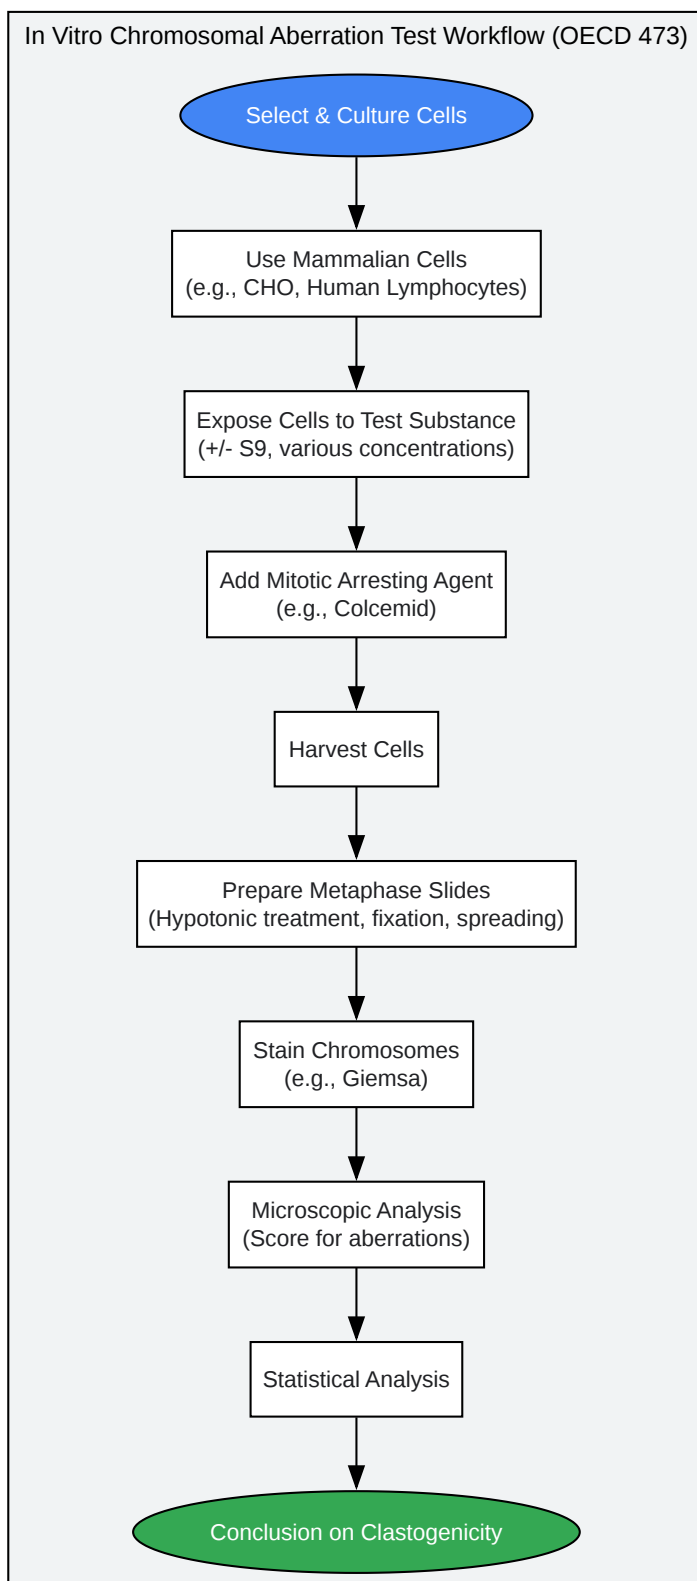 In Vitro Chromosomal Aberration Test Workflow (OECD 473)
Select & Culture Cells
Use Mammalian Cells
(e.g., CHO, Human Lymphocytes)
Expose Cells to Test Substance
(+/- S9, various concentrations)
Add Mitotic Arresting Agent
(e.g., Colcemid)
Harvest Cells
Prepare Metaphase Slides
(Hypotonic treatment, fixation, spreading)
Stain Chromosomes
(e.g., Giemsa)
Microscopic Analysis
(Score for aberrations)
Statistical Analysis
Conclusion on Clastogenicity